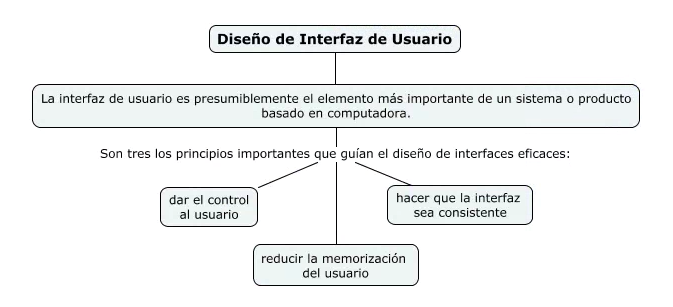 Diseño de Interfaz de Usuario
La interfaz de usuario es presumiblemente el elemento más importante de un sistema o producto
basado en computadora.
Son tres los principios importantes que guían el diseño de interfaces eficaces:
dar el control
al usuario
hacer que la interfaz
sea consistente
reducir la memorización
del usuario